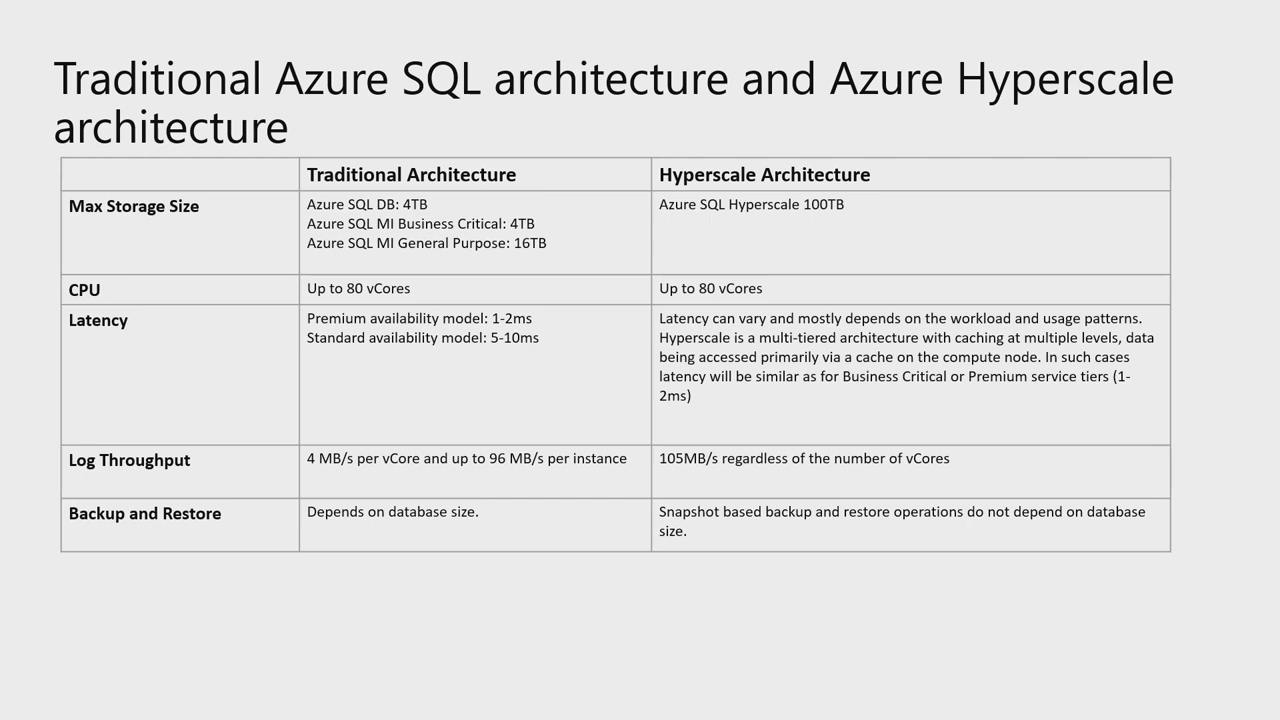 Traditional Azure SQL architecture and Azure Hyperscale
architecture
Traditional Architecture
Hyperscale Architecture
Max Storage Size
Azure SQL DB: 4TB
Azure SQL MI Business Critical: 4TB
Azure SQL MI General Purpose: 16TB
Azure SQL Hyperscale 100TB
CPU
Up to 80 vCores
Up to 80 vCores
Latency
Premium availability model: 1-2ms
Standard availability model: 5-10ms
Latency can vary and mostly depends on the workload and usage patterns.
Hyperscale is a multi-tiered architecture with caching at multiple levels, data
being accessed primarily via a cache on the compute node. In such cases
latency will be similar as for Business Critical or Premium service tiers (1-
2ms)
Log Throughput
4 MB/s per vCore and up to 96 MB/s per instance
105MB/s regardless of the number of vCores
Backup and Restore
Depends on database size.
Snapshot based backup and restore operations do not depend on database
size.